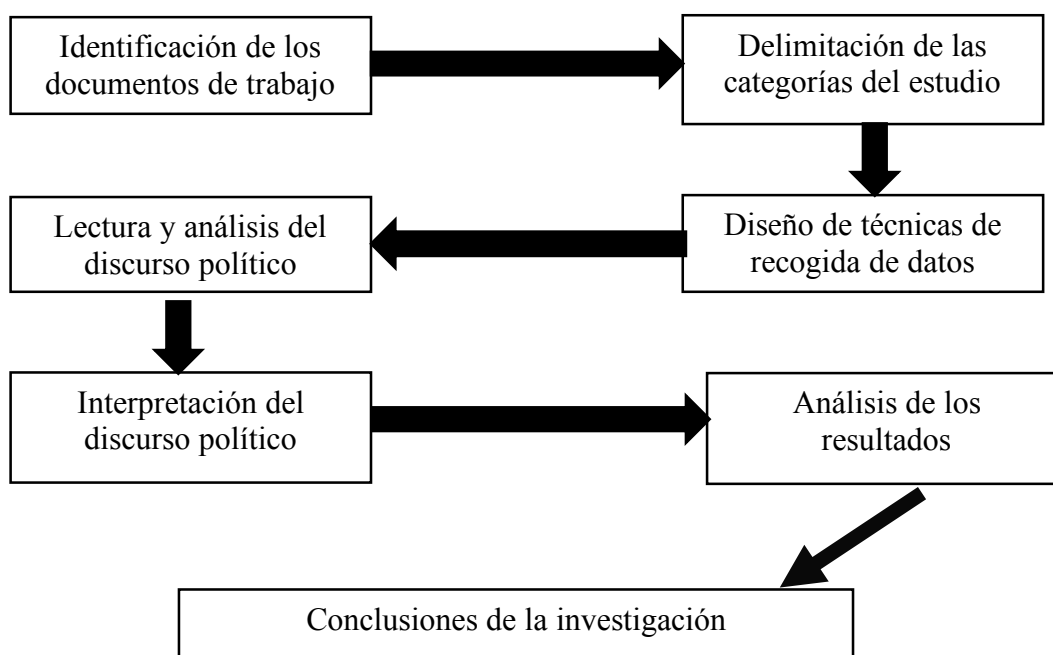 Identificación de los
documentos de trabajo
Delimitación de las
categorías del estudio
Diseño de técnicas de
recogida de datos
Lectura y análisis del
discurso político
Interpretación del
discurso político
Análisis de los
resultados
Conclusiones de la investigación